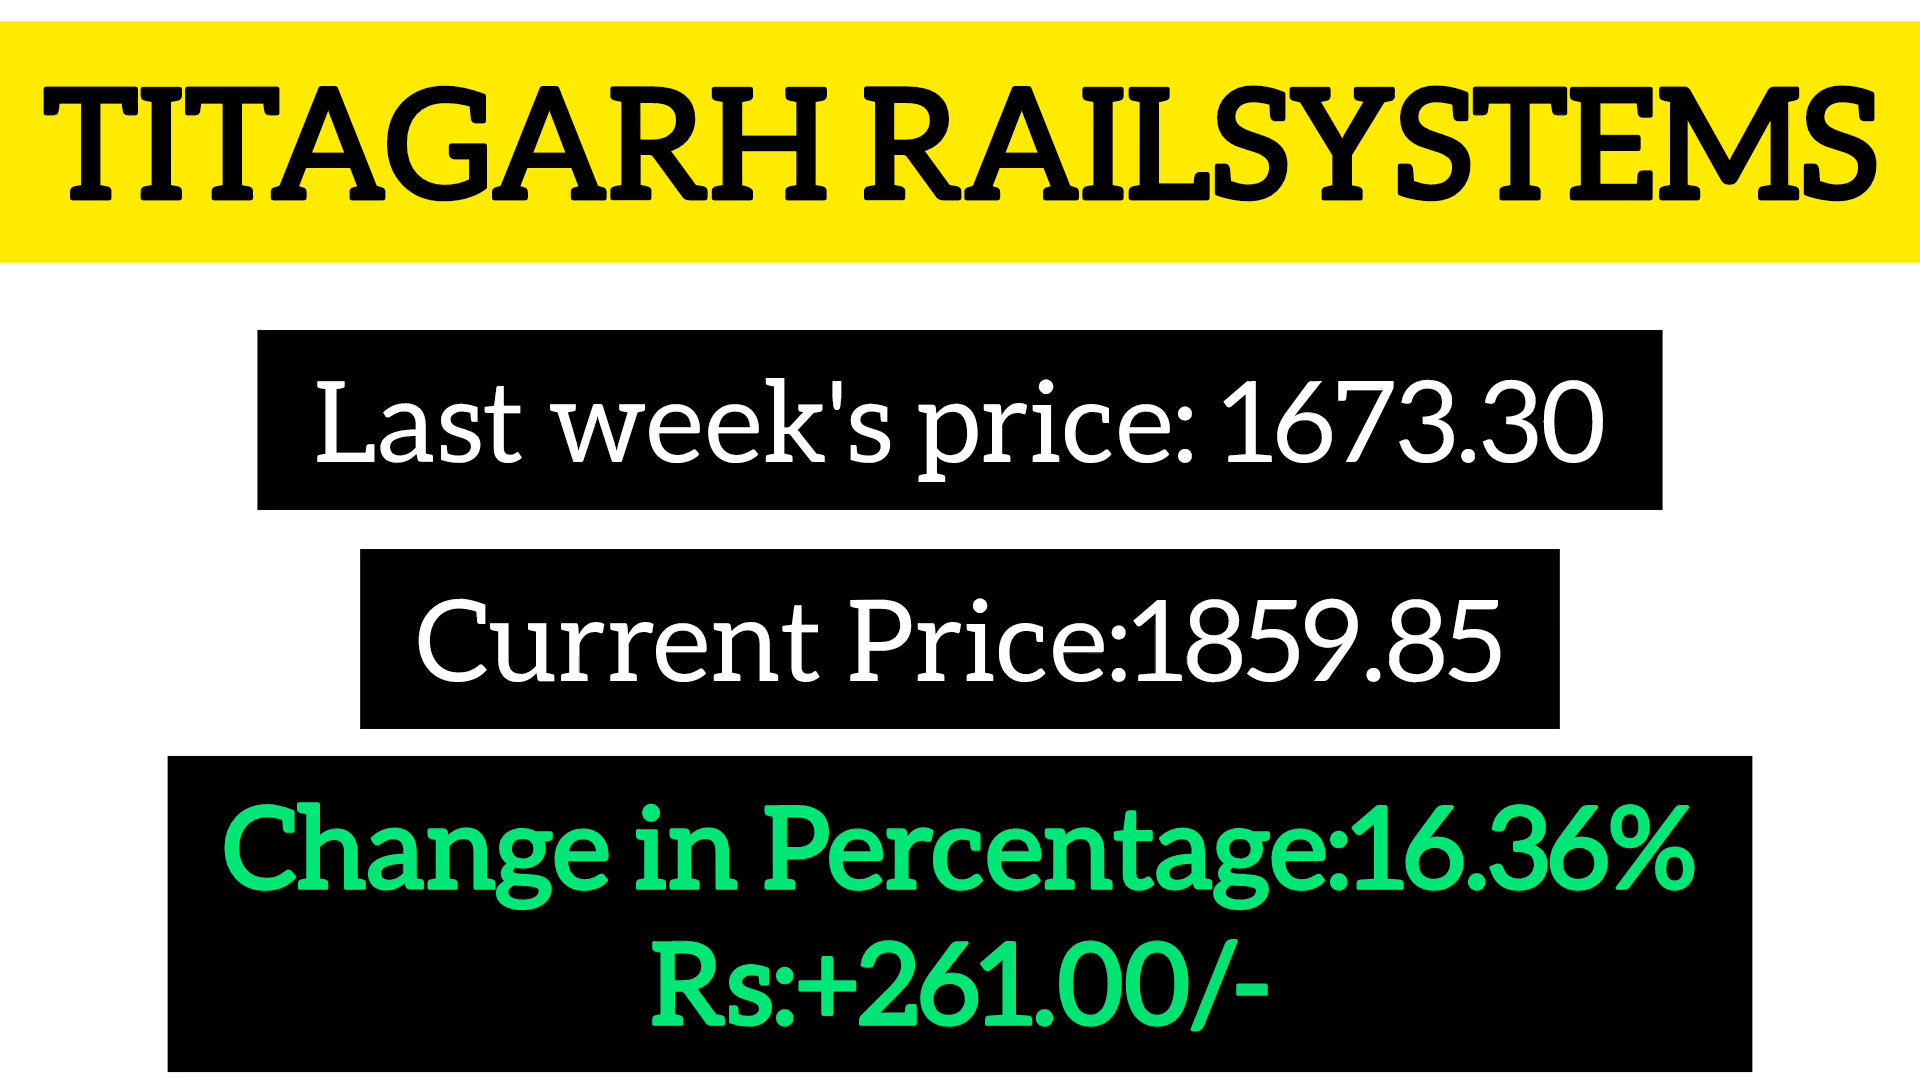 TITAGARH RAILSYSTEMS
Last week's price: 1673.30
Current Price:1859.85
Change in Percentage:16.36%
Rs:+261.00/-